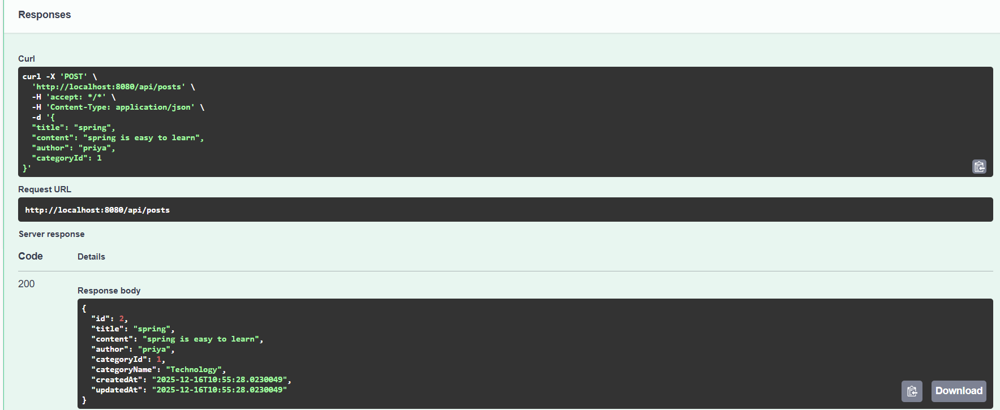 Responses
Curl
curl -X 'POST' \
  'http://localhost:8080/api/posts' \
  -H 'accept: */*' \
  -H 'Content-Type: application/json' \
  -d '{
  "title": "spring",
  "content": "spring is easy to learn",
  "author": "priya",
  "categoryId": 1
}'
Request URL
http://localhost:8080/api/posts
Server response
Code Details
200
Response body
{
  "id": 2,
  "title": "spring",
  "content": "spring is easy to learn",
  "author": "priya",
  "categoryId": 1,
  "categoryName": "Technology",
  "createdAt": "2025-12-16T10:55:28.0230049",
  "updatedAt": "2025-12-16T10:55:28.0230049"
}
Download